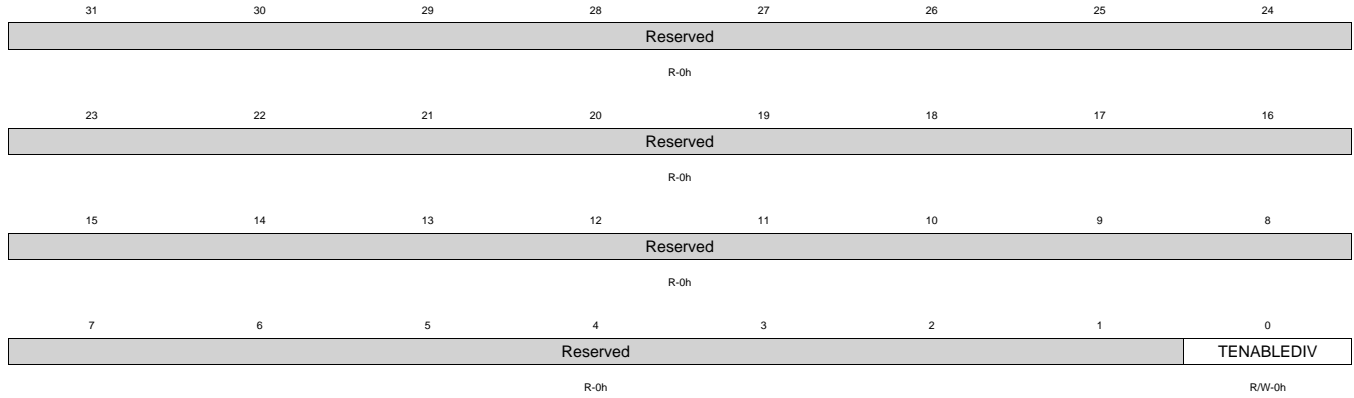 31 30 29 28 27 26 25 24
Reserved
R-0h
23 22 21 20 19 18 17 16
Reserved
R-0h
15 14 13 12 11 10 9 8
Reserved
R-0h
7 6 5 4 3 2 1 0
Reserved TENABLEDIV
R-0h R/W-0h